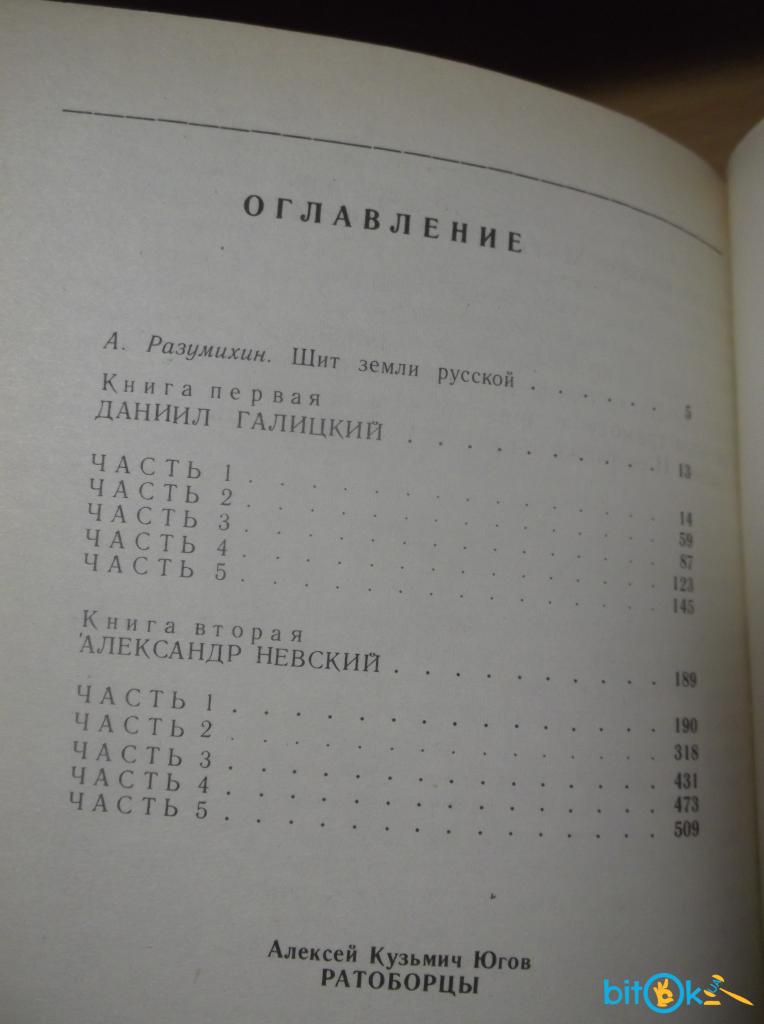 ОГЛАВЛЕНИЕ
А. Разумихин. Щит земли русской . . . . . . 5
Книга первая
ДАНИИЛ ГАЛИЦКИЙ . . . . . . . . . . 13
ЧАСТЬ 1 . . . . . . . . . . . . . . 14
ЧАСТЬ 2 . . . . . . . . . . . . . . 59
ЧАСТЬ 3 . . . . . . . . . . . . . . 87
ЧАСТЬ 4 . . . . . . . . . . . . . . 123
ЧАСТЬ 5 . . . . . . . . . . . . . . 145
Книга вторая
АЛЕКСАНДР НЕВСКИЙ . . . . . . . . . . 189
ЧАСТЬ 1 . . . . . . . . . . . . . . 190
ЧАСТЬ 2 . . . . . . . . . . . . . . 318
ЧАСТЬ 3 . . . . . . . . . . . . . . 431
ЧАСТЬ 4 . . . . . . . . . . . . . . 473
ЧАСТЬ 5 . . . . . . . . . . . . . . 509
Алексей Кузьмич Югов
РАТОБОРЦЫ
bitok UA